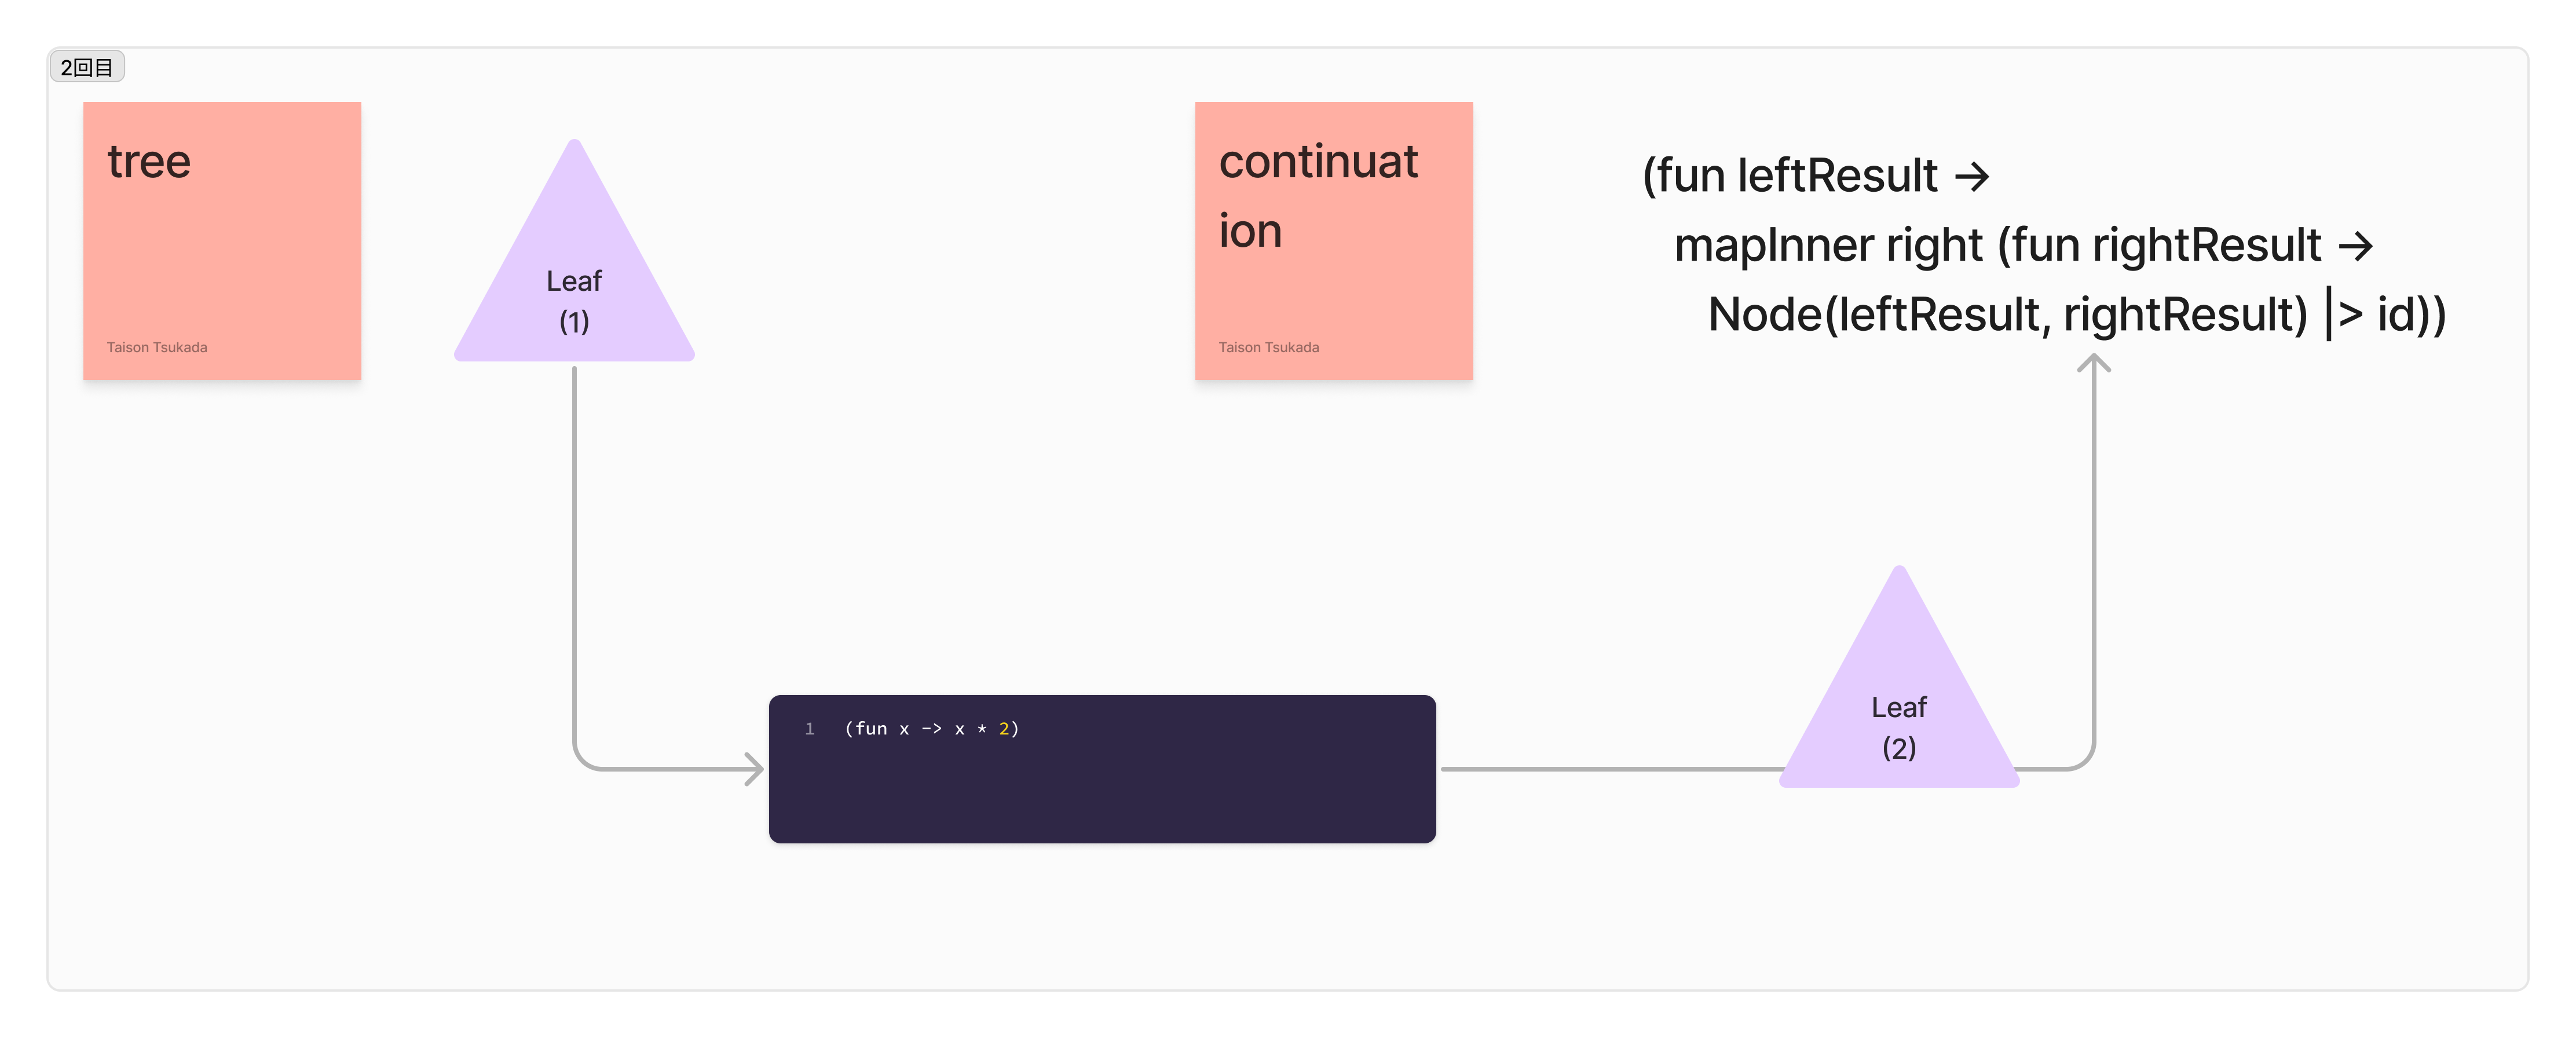 2回目
tree
Taison Tsukada
Leaf
(1)
continuat
ion
Taison Tsukada
(fun leftResult →
mapInner right (fun rightResult →
Node(leftResult, rightResult) |> id))
1 (fun x -> x * 2)
Leaf
(2)